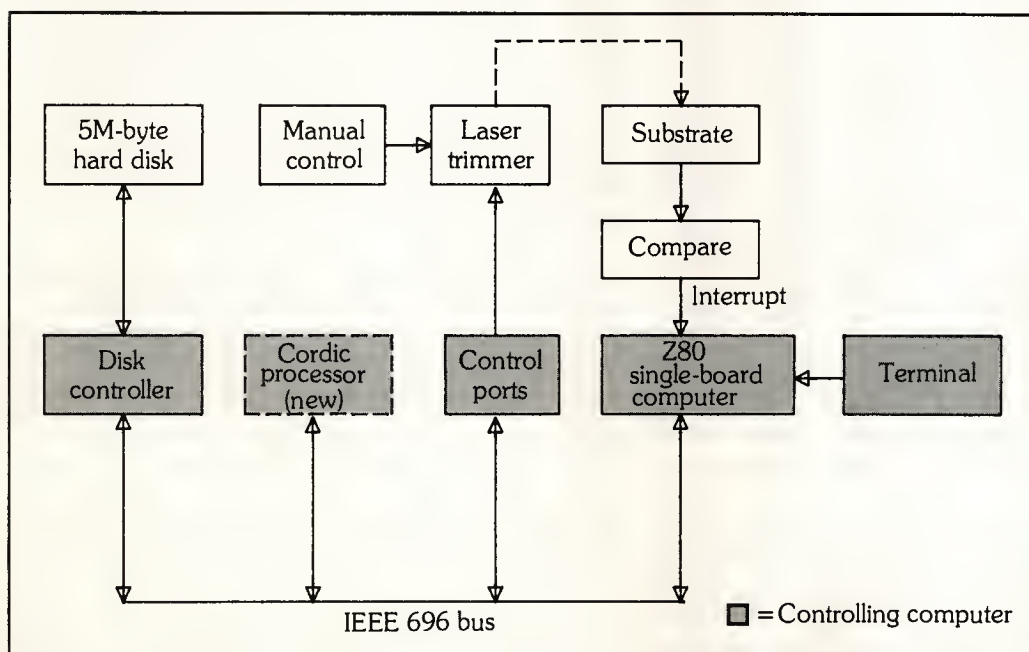 5M-byte
hard disk
Manual
control
Laser
trimmer
Substrate
Compare
Interrupt
Disk
controller
Cordic
processor
(new)
Control
ports
Z80
single-board
computer
Terminal
IEEE 696 bus
=Controlling computer